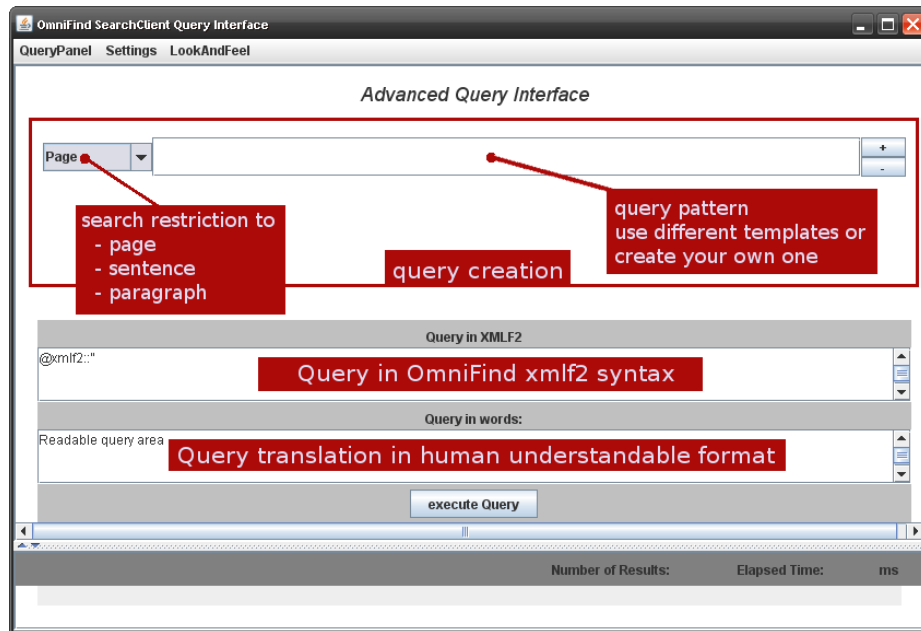 OmniFind SearchClient Query Interface
QueryPanel Settings LookAndFeel
Advanced Query Interface
Page
+
-
search restriction to
- page
- sentence
- paragraph
query pattern
use different templates or
create your own one
query creation
Query in XMLF2
@xmlf2::"
Query in OmniFind xmlf2 syntax
Query in words:
Readable query area
Query translation in human understandable format
execute Query
Number of Results: Elapsed Time: ms